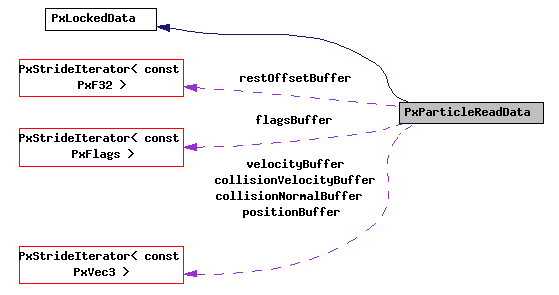 PxLockedData
PxStrideIterator< const
PxF32 >
restOffsetBuffer
PxParticleReadData
flagsBuffer
PxStrideIterator< const
PxFlags >
velocityBuffer
collisionVelocityBuffer
collisionNormalBuffer
positionBuffer
PxStrideIterator< const
PxVec3 >